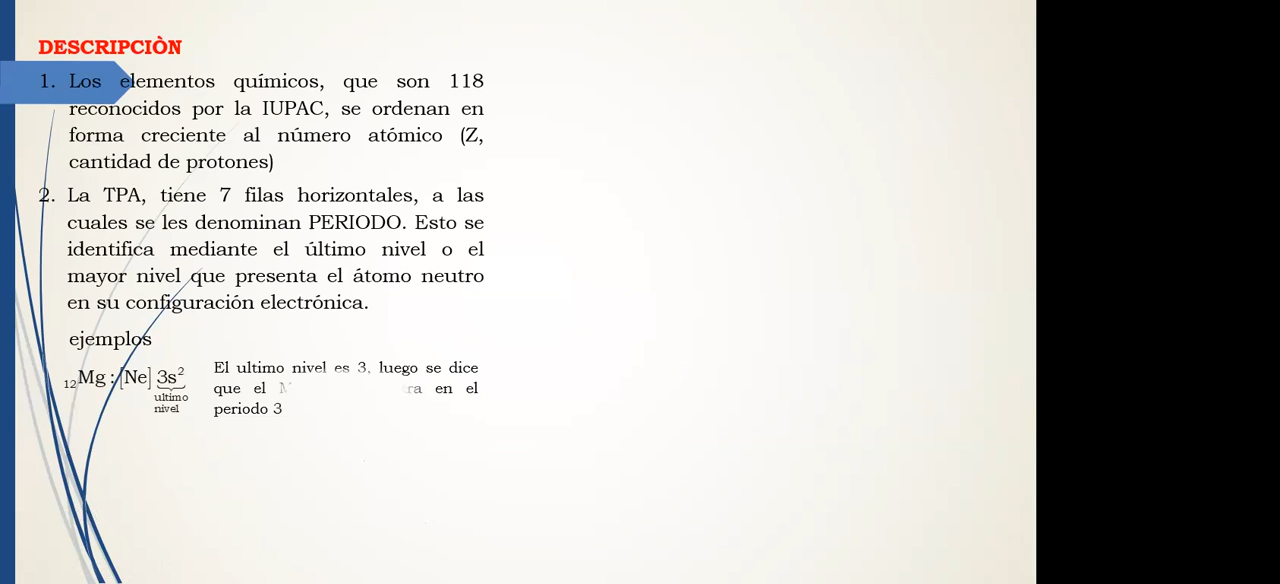 DESCRIPCIÒN
1. Los elementos químicos, que son 118
reconocidos por la IUPAC, se ordenan en
forma creciente al número atómico (Z,
cantidad de protones)
2. La TPA, tiene 7 filas horizontales, a las
cuales se les denominan PERIODO. Esto se
identifica mediante el último nivel o el
mayor nivel que presenta el átomo neutro
en su configuración electrónica.
ejemplos
₁₂Mg : [Ne] 3s²
ultimo
nivel
El ultimo nivel es 3, luego se dice
que el en el
periodo 3